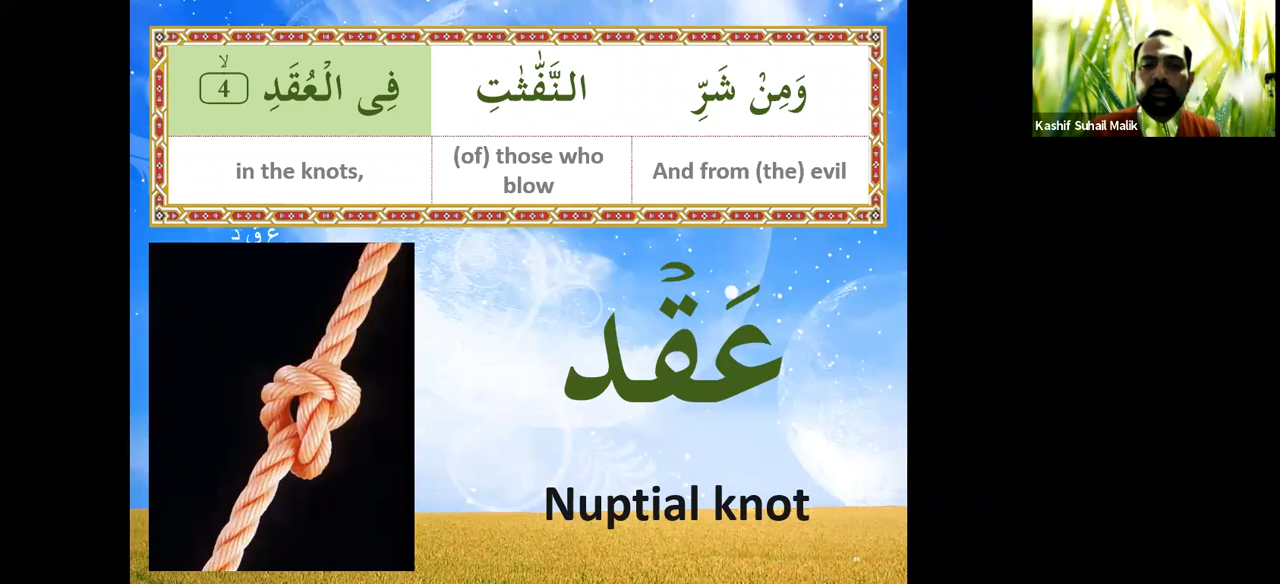 وَمِنْ شَرِّ النَّفّٰثٰتِ فِى الْعُقَدِ ۙ 4
And from (the) evil
(of) those who
blow
in the knots,
ع ق د
عَقْد
Nuptial knot
Kashif Suhail Malik